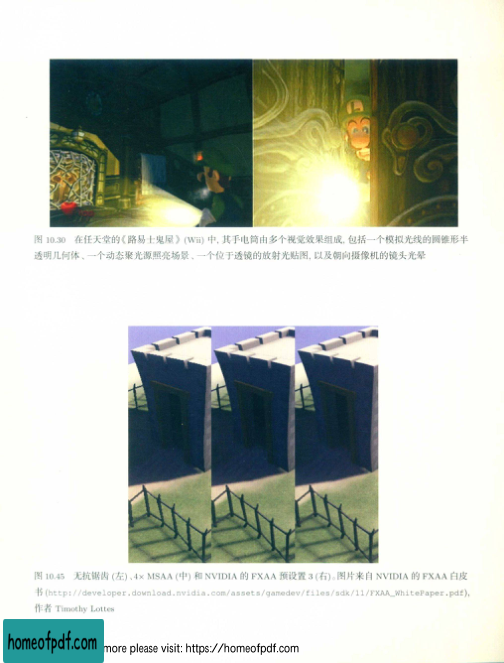 图 10.30 在任天堂的《路易士鬼屋》(Wii) 中, 其手电筒由多个视觉效果组成, 包括一个模拟光线的圆锥形半
透明几何体、一个动态聚光源照亮场景、一个位于透镜的放射光贴图, 以及朝向摄像机的镜头光晕
图 10.45 无抗锯齿 (左)、4× MSAA (中) 和 NVIDIA 的 FXAA 预设置 3 (右)。图片来自 NVIDIA 的 FXAA 白皮
书 (http://developer.download.nvidia.com/assets/gamedev/files/sdk/11/FXAA_WhitePaper.pdf),
作者 Timothy Lottes
homeofpdf.com more please visit: https://homeofpdf.com